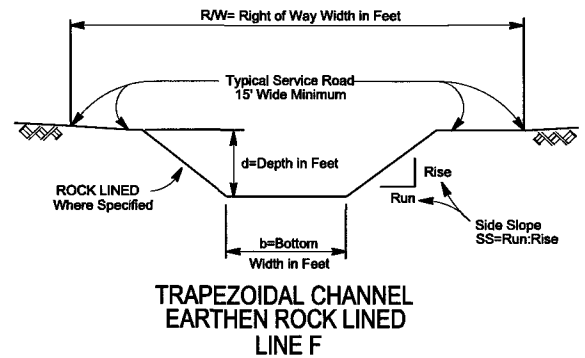 R/W= Right of Way Width in Feet
Typical Service Road
15' Wide Minimum
d=Depth in Feet
ROCK LINED
Where Specified
Rise
Run
Side Slope
SS=Run:Rise
b=Bottom
Width in Feet
TRAPEZOIDAL CHANNEL
EARTHEN ROCK LINED
LINE F